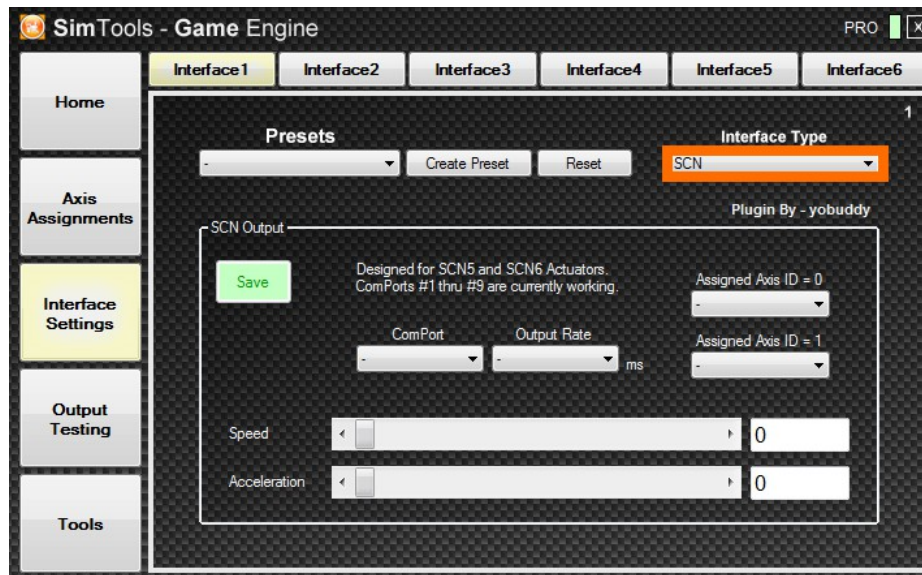 SimTools - Game Engine
PRO
X
Interface1
Interface2
Interface3
Interface4
Interface5
Interface6
Home
Axis
Assignments
Interface
Settings
Output
Testing
Tools
1
Presets
-
Create Preset
Reset
Interface Type
SCN
Plugin By - yobuddy
SCN Output
Save
Designed for SCN5 and SCN6 Actuators.
ComPorts #1 thru #9 are currently working.
ComPort
-
Output Rate
-
ms
Assigned Axis ID = 0
-
Assigned Axis ID = 1
-
Speed
0
Acceleration
0